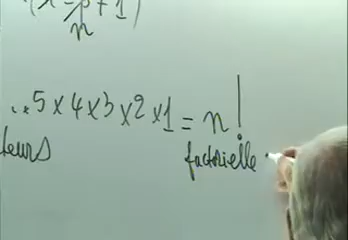 n
..×5×4×3×2×1 = n!
teurs factorielle